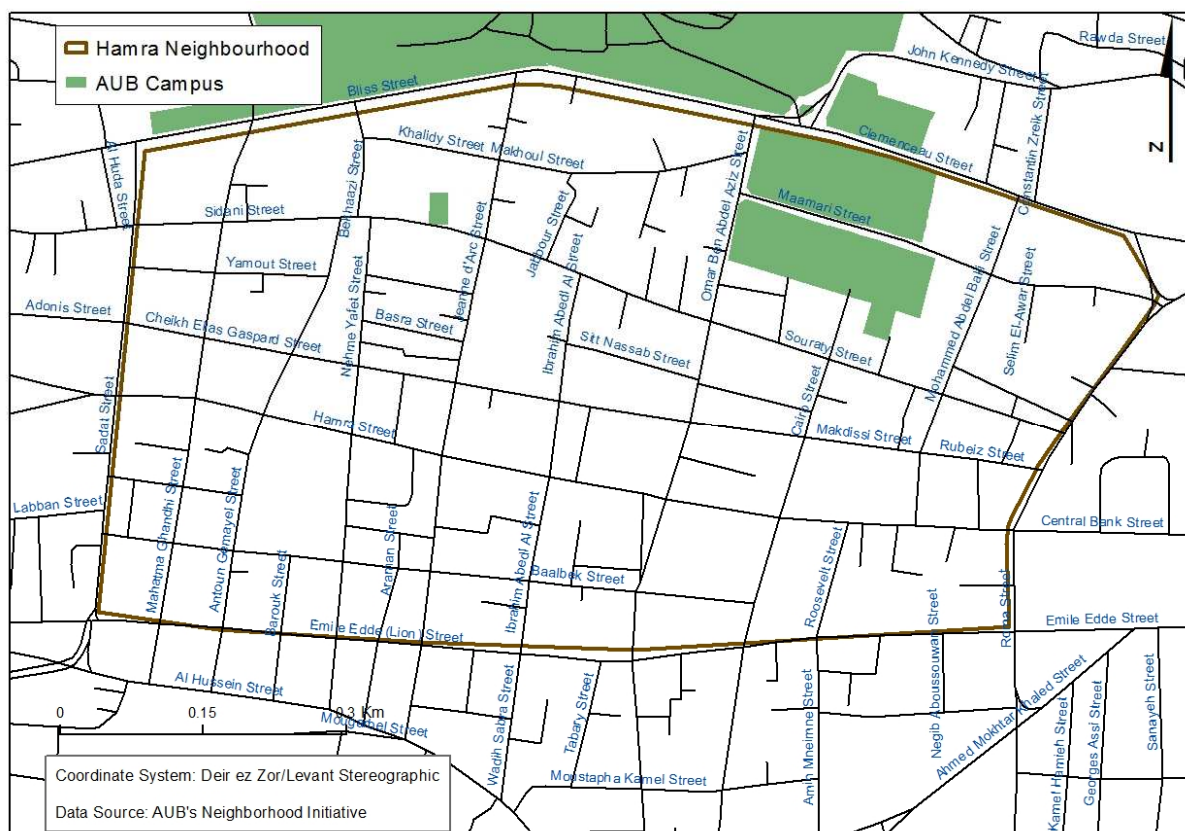 Hamra Neighbourhood
AUB Campus
Rawda Street
John Kennedy Street
Bliss Street
Constantin Zreik Street
Clemenceau Street
Khalidy Street
Makhoul Street
Al Huda Street
Bekhaazi Street
Omar Ben Abdel Aziz Street
Maamari Street
N
Sidani Street
Jabbour Street
Jeanne d'Arc Street
Yamout Street
Ibrahim Abedl Al Street
Mohammed Abdel Baki Street
Selim El-Awar Street
Adonis Street
Cheikh Elias Gaspard Street
Nehme Yafet Street
Basra Street
Sitt Nassab Street
Souraty Street
Cairo Street
Sadat Street
Hamra Street
Makdissi Street
Rubeiz Street
Labban Street
Mahatma Ghandhi Street
Antoun Gemayel Street
Araman Street
Ibrahim Abedl Al Street
Central Bank Street
Barouk Street
Baalbek Street
Roosevelt Street
Negib Aboussouwan Street
Roma Street
Emile Edde (Lion) Street
Emile Edde Street
Al Hussein Street
Mougarbel Street
Wadih Sabra Street
Tabary Street
Amin Mneimne Street
Ahmed Mokhtar Khaled Street
Kamel Hamieh Street
Georges Assi Street
Sanayeh Street
Moustapha Kamel Street
0 0.15 0.3 Km
Coordinate System: Deir ez Zor/Levant Stereographic
Data Source: AUB's Neighborhood Initiative